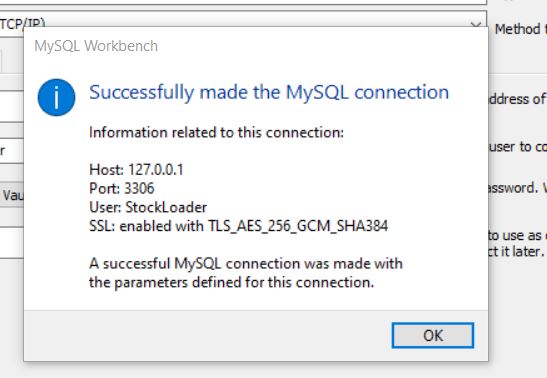 TCP/IP)
Method t
MySQL Workbench
Successfully made the MySQL connection
ddress of
Information related to this connection:
user to co
Host: 127.0.0.1
Port: 3306
User: StockLoader
SSL: enabled with TLS_AES_256_GCM_SHA384
r
Vau
assword. W
to use as
ct it later.
A successful MySQL connection was made with
the parameters defined for this connection.
OK